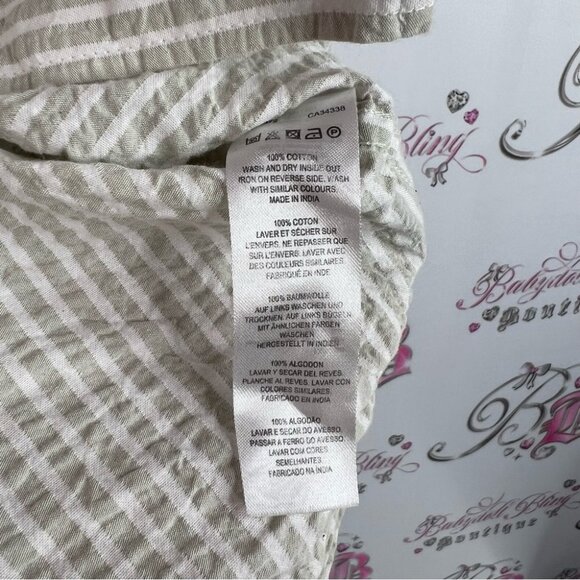 CA34338
100% COTTON
WASH AND DRY INSIDE OUT
IRON ON REVERSE SIDE. WASH
WITH SIMILAR COLOURS.
MADE IN INDIA
100% COTON
LAVER ET SÉCHER SUR
L'ENVERS. NE REPASSER QUE
SUR L'ENVERS. LAVER AVEC
DES COULEURS SIMILAIRES.
FABRIQUÉ EN INDE
100% BAUMWOLLE
AUF LINKS WASCHEN UND
TROCKNEN. AUF LINKS BÜGELN
MIT ÄHNLICHEN FARBEN
WASCHEN
HERGESTELLT IN INDIEN
100% ALGODON
LAVAR Y SECAR DEL REVES.
PLANCHE AL REVES. LAVAR CON
COLORES SIMILARES.
FABRICADO EN INDIA
100% ALGODÃO
LAVAR E SECAR DO AVESSO.
PASSAR A FERRO DO AVESSO.
LAVAR COM CORES
SEMELHANTES.
FABRICADO NA INDIA
Bling
Babydoll
Boutique
B
Bling
Babydoll Bling
Boutique